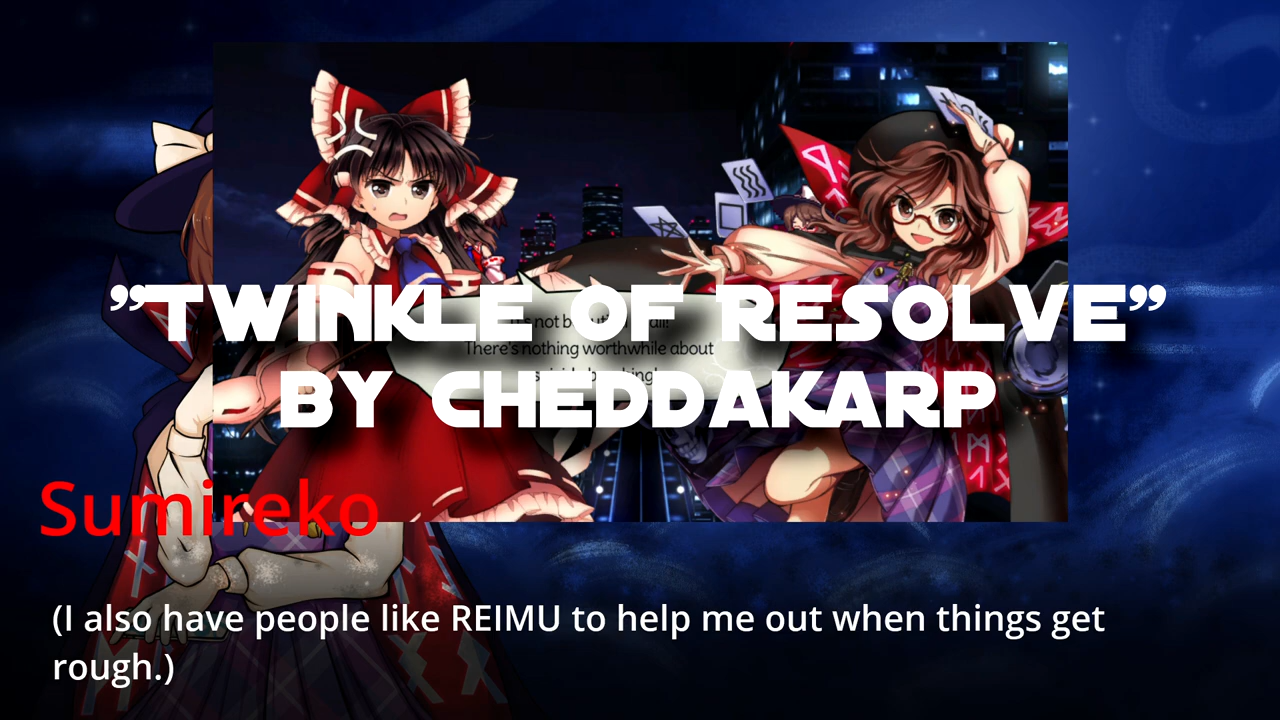 ”TWINKLE OF RESOLVE”
There's nothing worthwhile about
BY CHEDDAKARP
Sumireko
(I also have people like REIMU to help me out when things get
rough.)